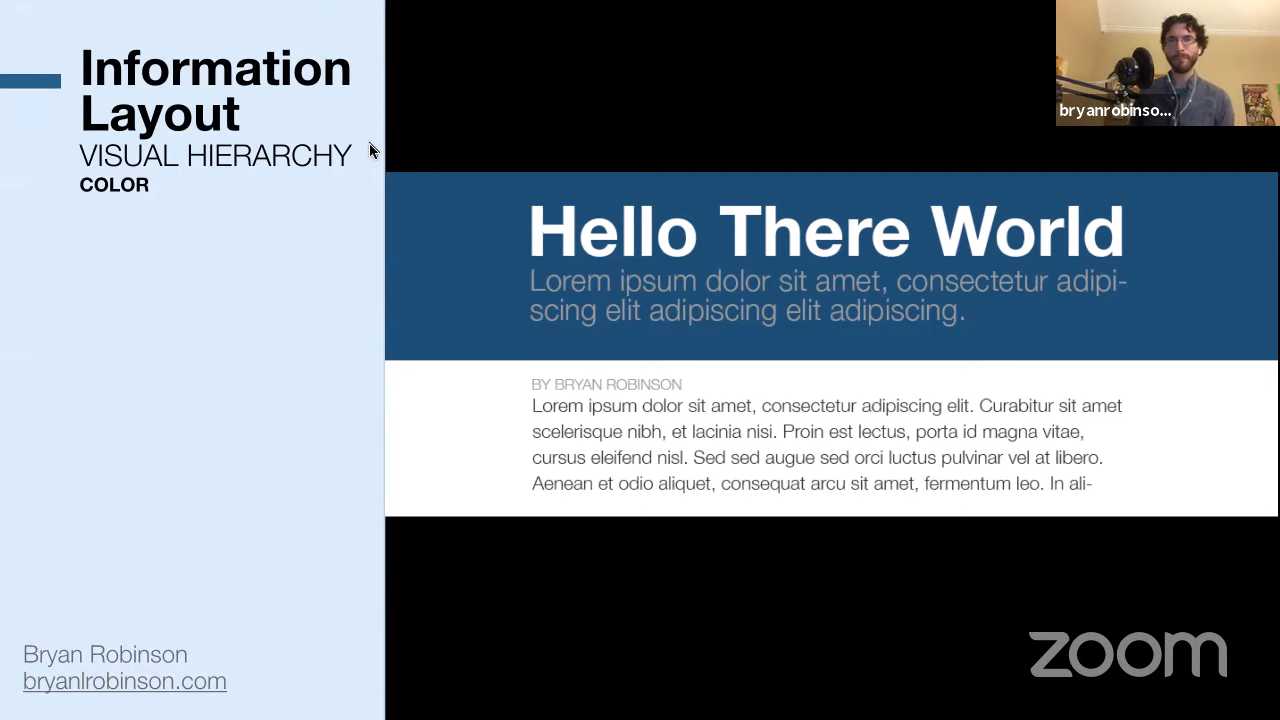 Information
Layout
VISUAL HIERARCHY
COLOR
bryanrobinso...
Hello There World
Lorem ipsum dolor sit amet, consectetur adipi-
scing elit adipiscing elit adipiscing.
BY BRYAN ROBINSON
Lorem ipsum dolor sit amet, consectetur adipiscing elit. Curabitur sit amet
scelerisque nibh, et lacinia nisi. Proin est lectus, porta id magna vitae,
cursus eleifend nisl. Sed sed augue sed orci luctus pulvinar vel at libero.
Aenean et odio aliquet, consequat arcu sit amet, fermentum leo. In ali-
Bryan Robinson
bryanlrobinson.com
zoom